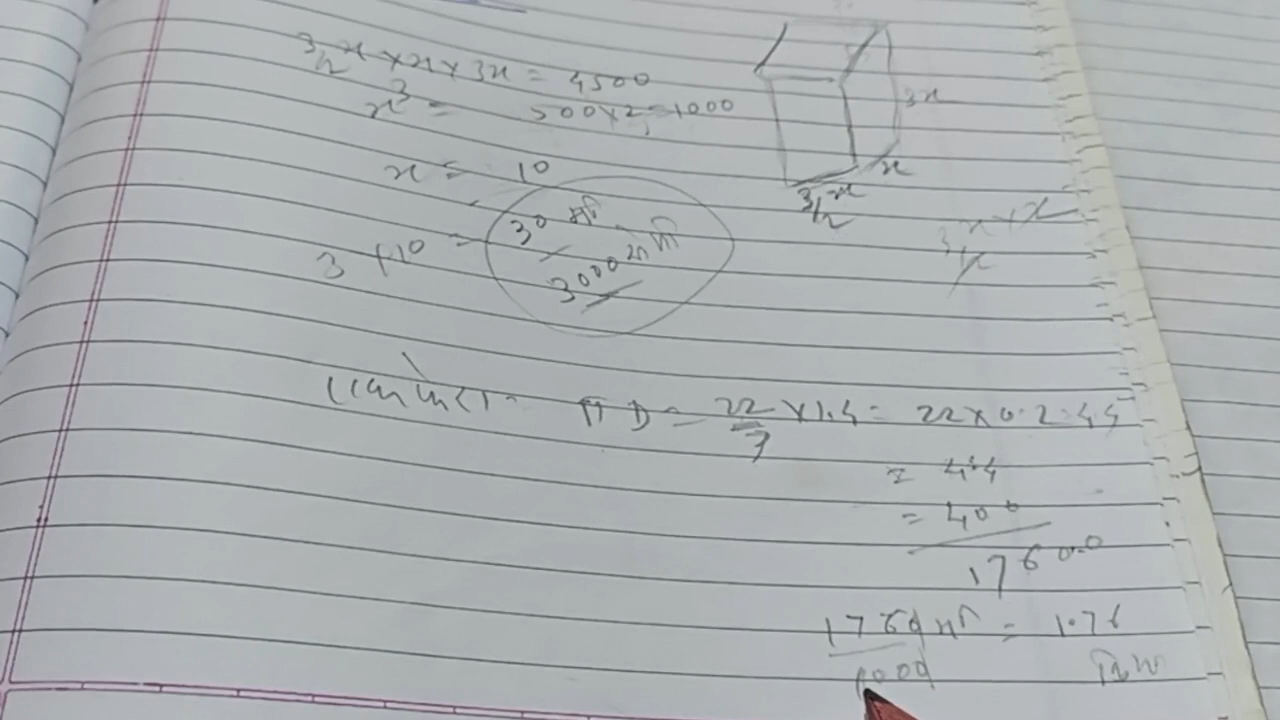 3/2 x × x × 3x = 4500
x³ = 500×2 = 1000
x = 10
3 × 10 = 30 मी
3000 सेमी
3x
x
3/2 x
π D = 22/7 × 1.4 = 22 × 0.2 = 4.4
= 4.4
= 400
1760.0
1760 मी / 1000 = 1.76